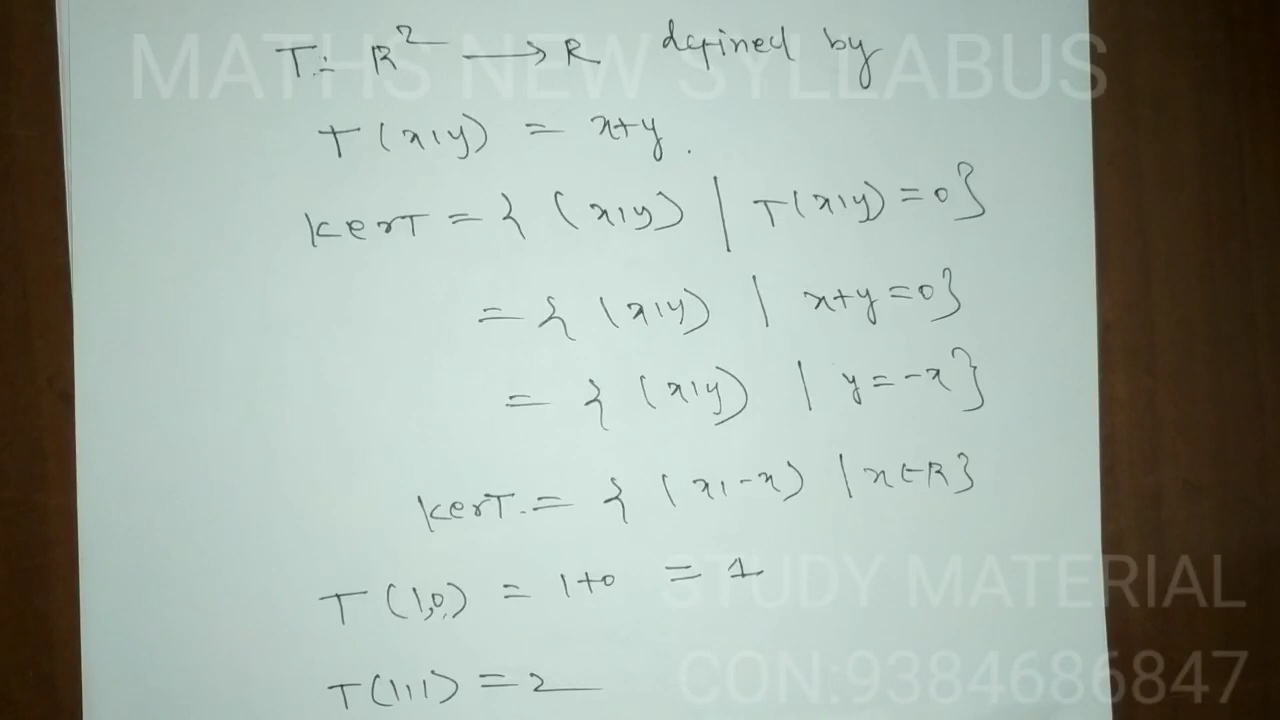 MATHS NEW SYLLABUS
T: R² ⟶ R defined by
T(x,y) = x+y.
KerT = { (x,y) | T(x,y) = 0}
= { (x,y) | x+y = 0}
= { (x,y) | y = -x}
KerT. = { (x,-x) | x∈R}
T(1,0) = 1+0 = 1
T(1,1) = 2
STUDY MATERIAL
CON:9384686847